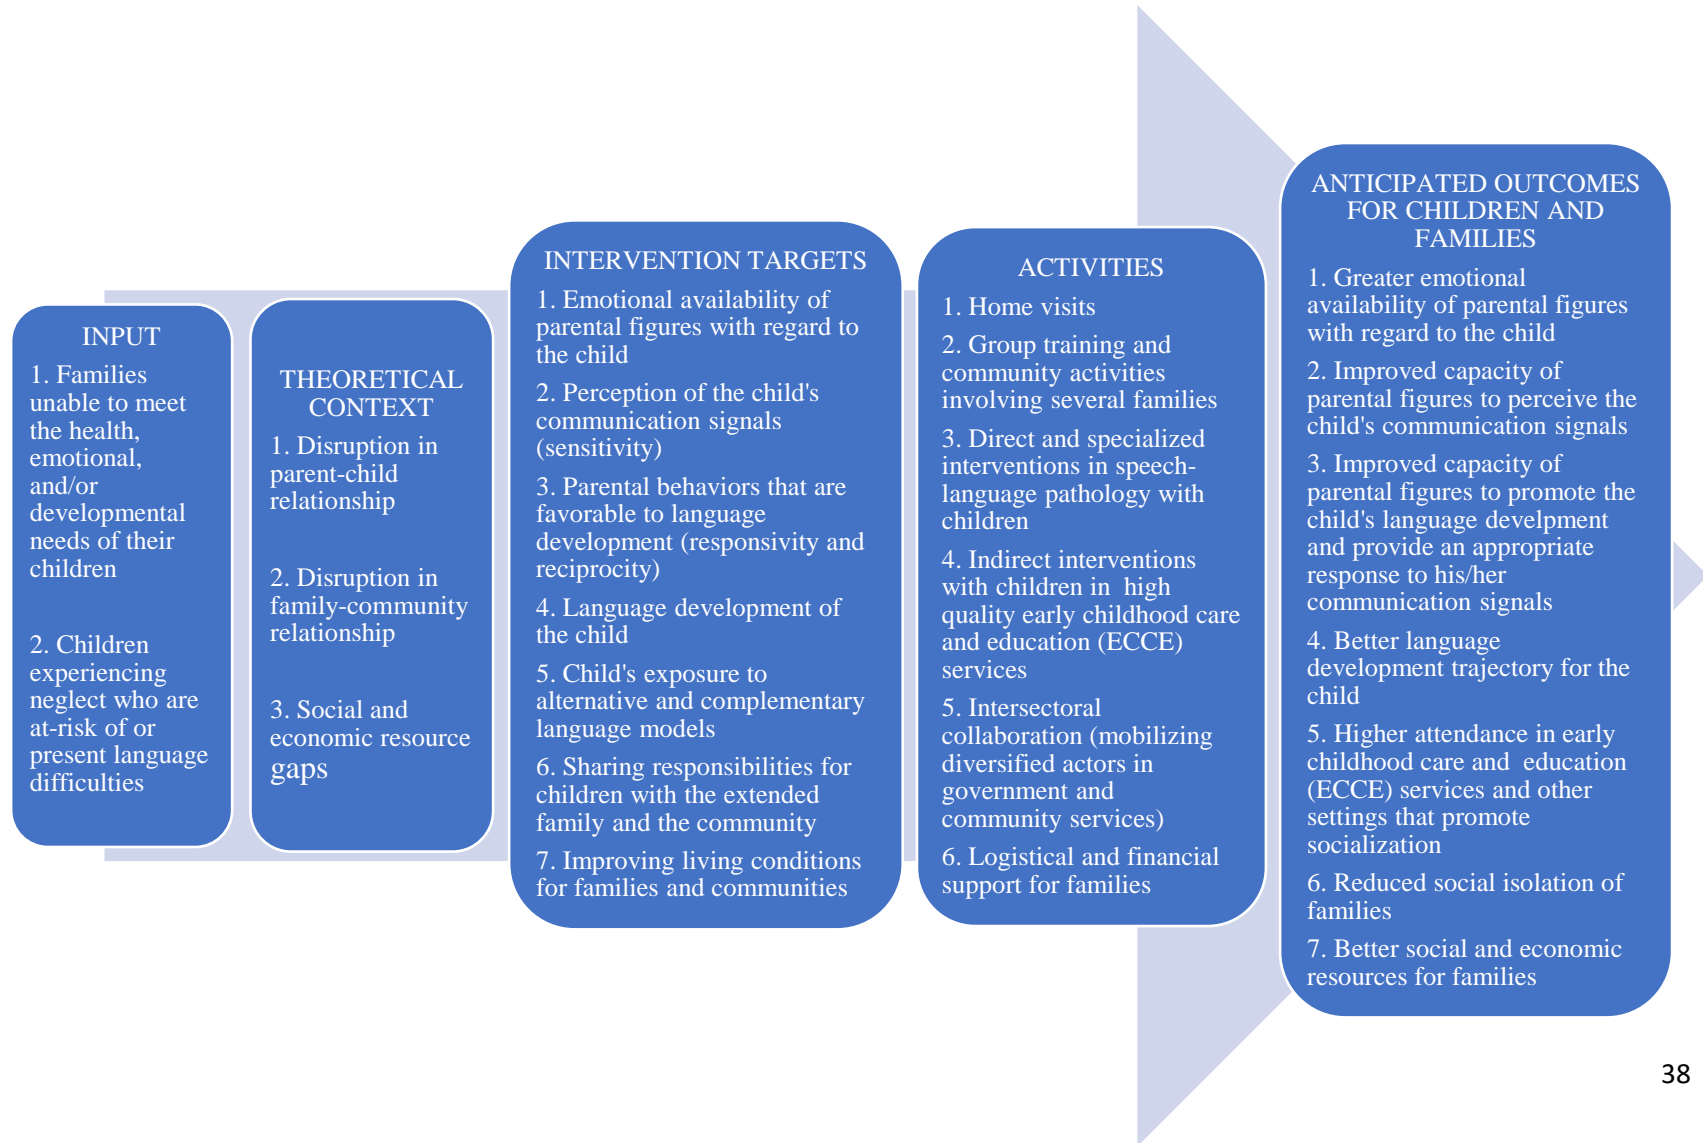 INPUT
1. Families
unable to meet
the health,
emotional,
and/or
developmental
needs of their
children
2. Children
experiencing
neglect who are
at-risk of or
present language
difficulties
THEORETICAL
CONTEXT
1. Disruption in
parent-child
relationship
2. Disruption in
family-community
relationship
3. Social and
economic resource
gaps
INTERVENTION TARGETS
1. Emotional availability of
parental figures with regard to
the child
2. Perception of the child's
communication signals
(sensitivity)
3. Parental behaviors that are
favorable to language
development (responsivity and
reciprocity)
4. Language development of
the child
5. Child's exposure to
alternative and complementary
language models
6. Sharing responsibilities for
children with the extended
family and the community
7. Improving living conditions
for families and communities
ACTIVITIES
1. Home visits
2. Group training and
community activities
involving several families
3. Direct and specialized
interventions in speech-
language pathology with
children
4. Indirect interventions
with children in high
quality early childhood care
and education (ECCE)
services
5. Intersectoral
collaboration (mobilizing
diversified actors in
government and
community services)
6. Logistical and financial
support for families
ANTICIPATED OUTCOMES
FOR CHILDREN AND
FAMILIES
1. Greater emotional
availability of parental figures
with regard to the child
2. Improved capacity of
parental figures to perceive the
child's communication signals
3. Improved capacity of
parental figures to promote the
child's language develpment
and provide an appropriate
response to his/her
communication signals
4. Better language
development trajectory for the
child
5. Higher attendance in early
childhood care and education
(ECCE) services and other
settings that promote
socialization
6. Reduced social isolation of
families
7. Better social and economic
resources for families
38